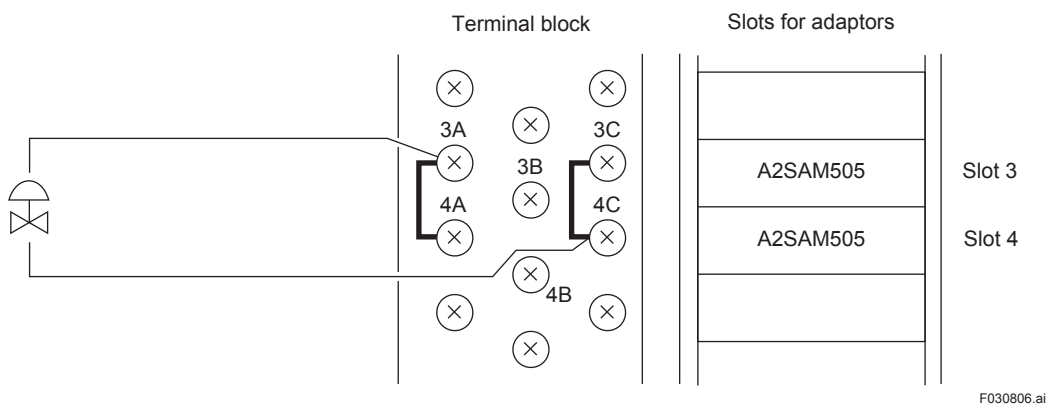 Terminal block
Slots for adaptors
3A
3C
3B
A2SAM505
Slot 3
4A
4C
A2SAM505
Slot 4
4B
F030806.ai